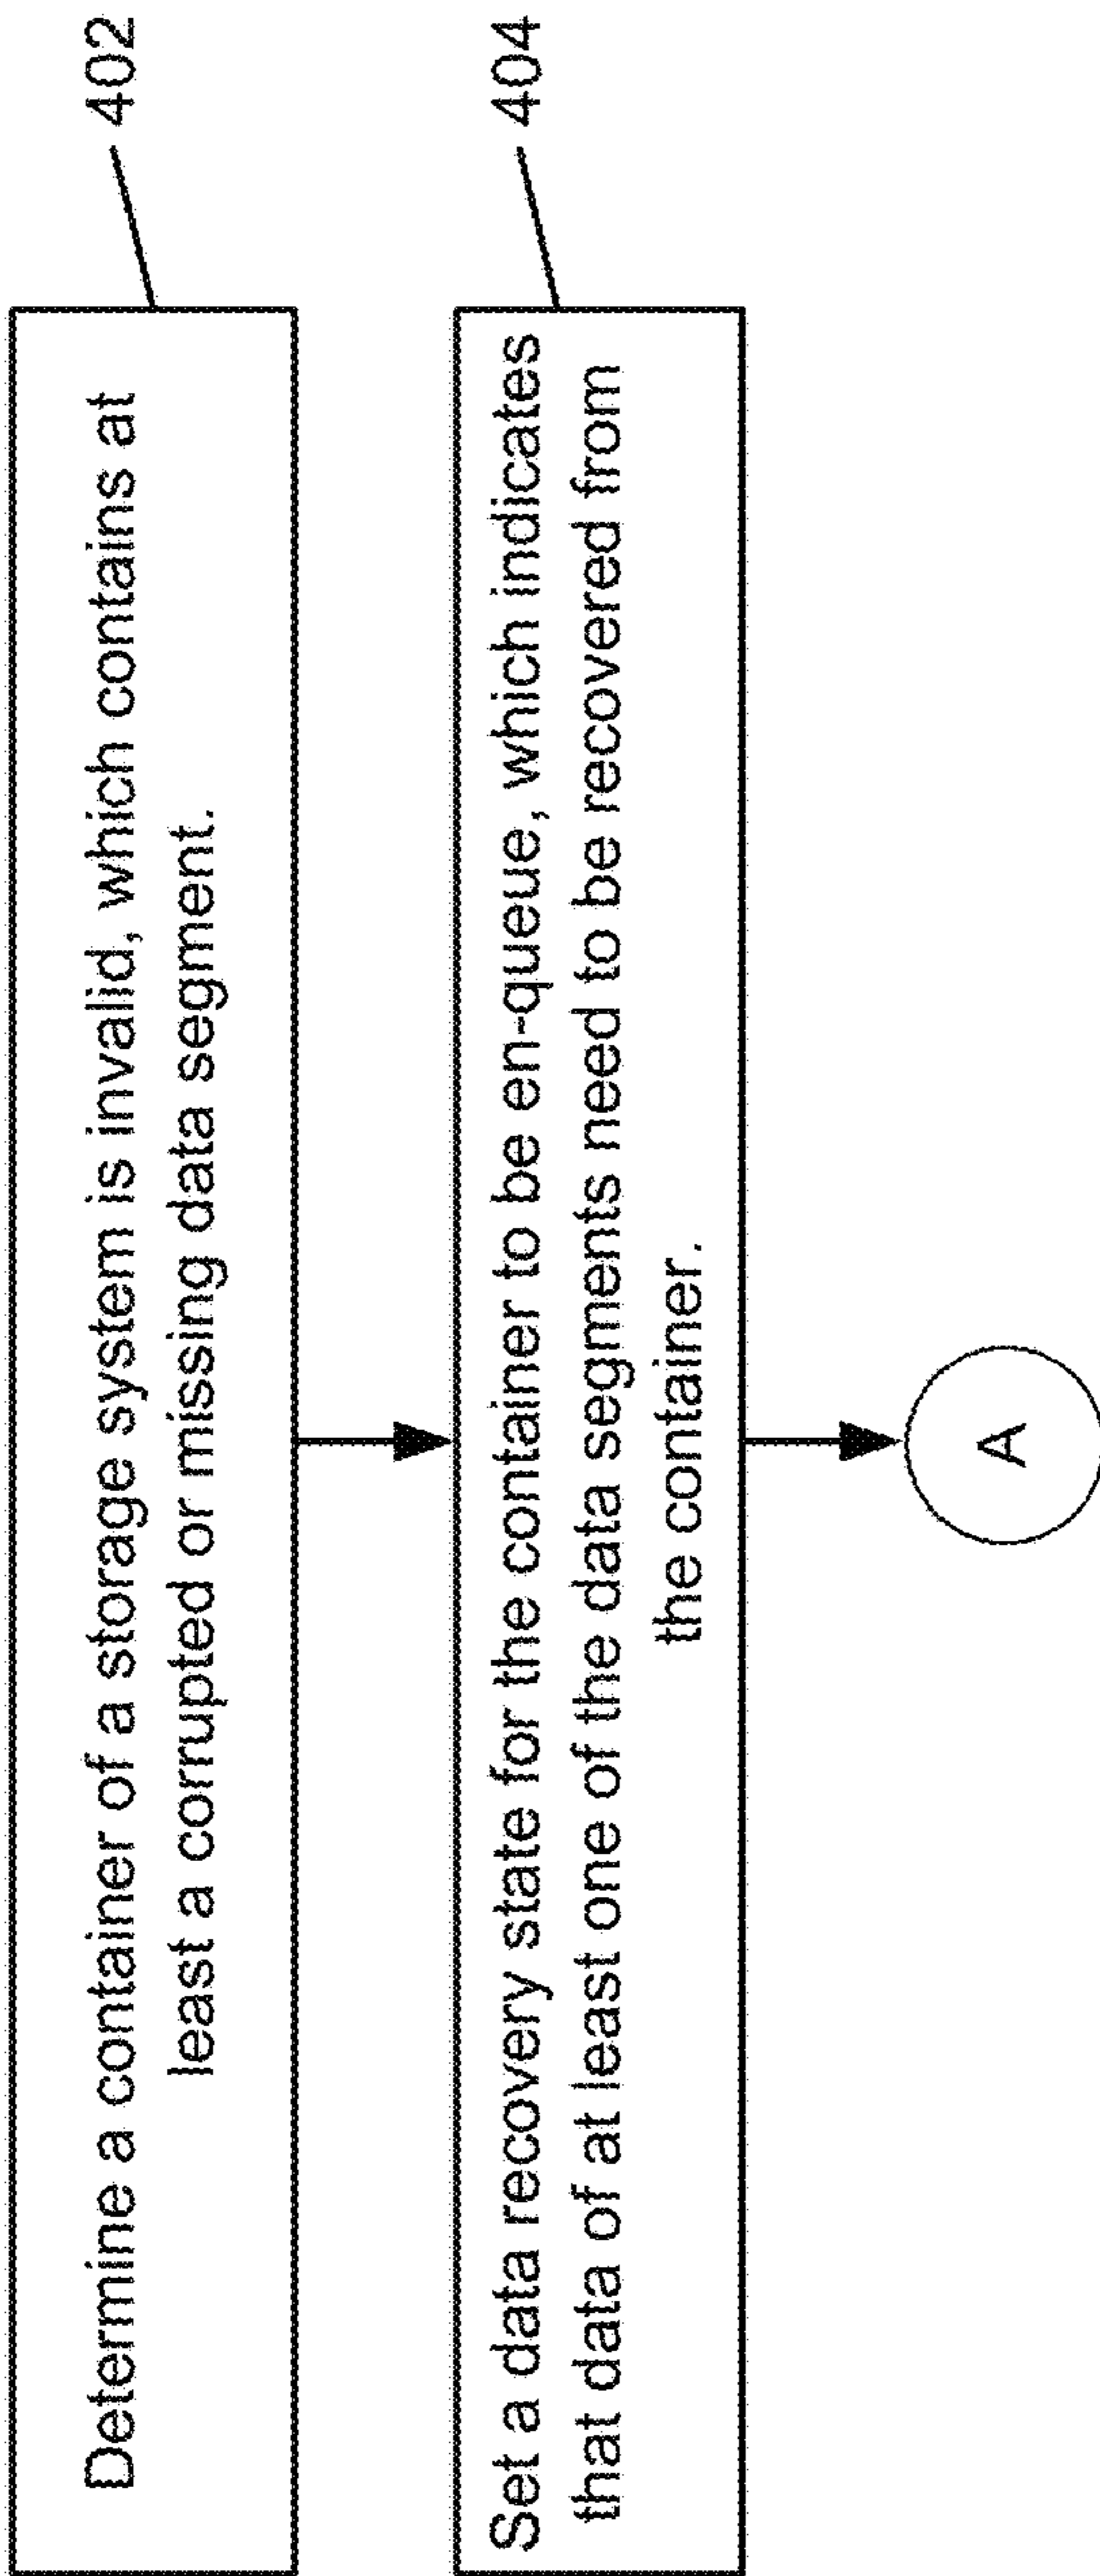 Determine a container of a storage system is invalid, which contains at
least a corrupted or missing data segment.
402
Set a data recovery state for the container to be en-queue, which indicates
that data of at least one of the data segments need to be recovered from
the container.
404
A